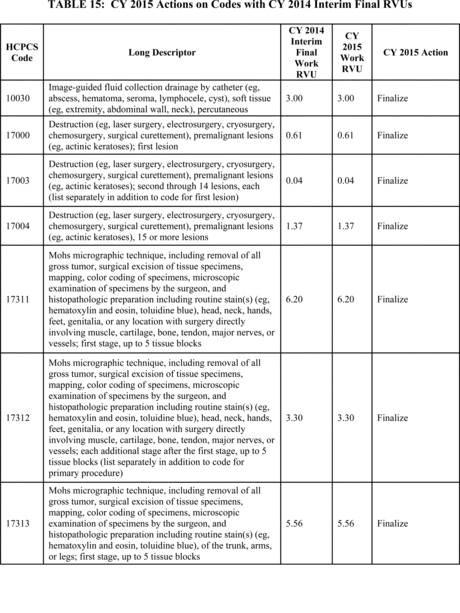 TABLE 15: CY 2015 Actions on Codes with CY 2014 Interim Final RVUs
HCPCS
Code
Long Descriptor
CY 2014
Interim
Final
Work
RVU
CY
2015
Work
RVU
CY 2015 Action
10030
Image-guided fluid collection drainage by catheter (eg,
abscess, hematoma, seroma, lymphocele, cyst), soft tissue
(eg, extremity, abdominal wall, neck), percutaneous
3.00
3.00
Finalize
17000
Destruction (eg, laser surgery, electrosurgery, cryosurgery,
chemosurgery, surgical curettement), premalignant lesions
(eg, actinic keratoses); first lesion
0.61
0.61
Finalize
17003
Destruction (eg, laser surgery, electrosurgery, cryosurgery,
chemosurgery, surgical curettement), premalignant lesions
(eg, actinic keratoses); second through 14 lesions, each
(list separately in addition to code for first lesion)
0.04
0.04
Finalize
17004
Destruction (eg, laser surgery, electrosurgery, cryosurgery,
chemosurgery, surgical curettement), premalignant lesions
(eg, actinic keratoses), 15 or more lesions
1.37
1.37
Finalize
17311
Mohs micrographic technique, including removal of all
gross tumor, surgical excision of tissue specimens,
mapping, color coding of specimens, microscopic
examination of specimens by the surgeon, and
histopathologic preparation including routine stain(s) (eg,
hematoxylin and eosin, toluidine blue), head, neck, hands,
feet, genitalia, or any location with surgery directly
involving muscle, cartilage, bone, tendon, major nerves, or
vessels; first stage, up to 5 tissue blocks
6.20
6.20
Finalize
17312
Mohs micrographic technique, including removal of all
gross tumor, surgical excision of tissue specimens,
mapping, color coding of specimens, microscopic
examination of specimens by the surgeon, and
histopathologic preparation including routine stain(s) (eg,
hematoxylin and eosin, toluidine blue), head, neck, hands,
feet, genitalia, or any location with surgery directly
involving muscle, cartilage, bone, tendon, major nerves, or
vessels; each additional stage after the first stage, up to 5
tissue blocks (list separately in addition to code for
primary procedure)
3.30
3.30
Finalize
17313
Mohs micrographic technique, including removal of all
gross tumor, surgical excision of tissue specimens,
mapping, color coding of specimens, microscopic
examination of specimens by the surgeon, and
histopathologic preparation including routine stain(s) (eg,
hematoxylin and eosin, toluidine blue), of the trunk, arms,
or legs; first stage, up to 5 tissue blocks
5.56
5.56
Finalize